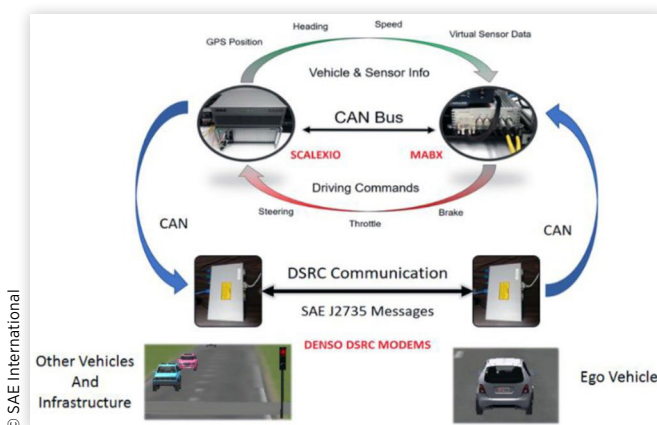 Heading
Speed
GPS Position
Virtual Sensor Data
Vehicle & Sensor Info
CAN Bus
SCALEXIO
MABX
Driving Commands
Steering
Throttle
Brake
CAN
CAN
DSRC Communication
SAE J2735 Messages
DENSO DSRC MODEMS
Other Vehicles
And
Infrastructure
Ego Vehicle
© SAE International